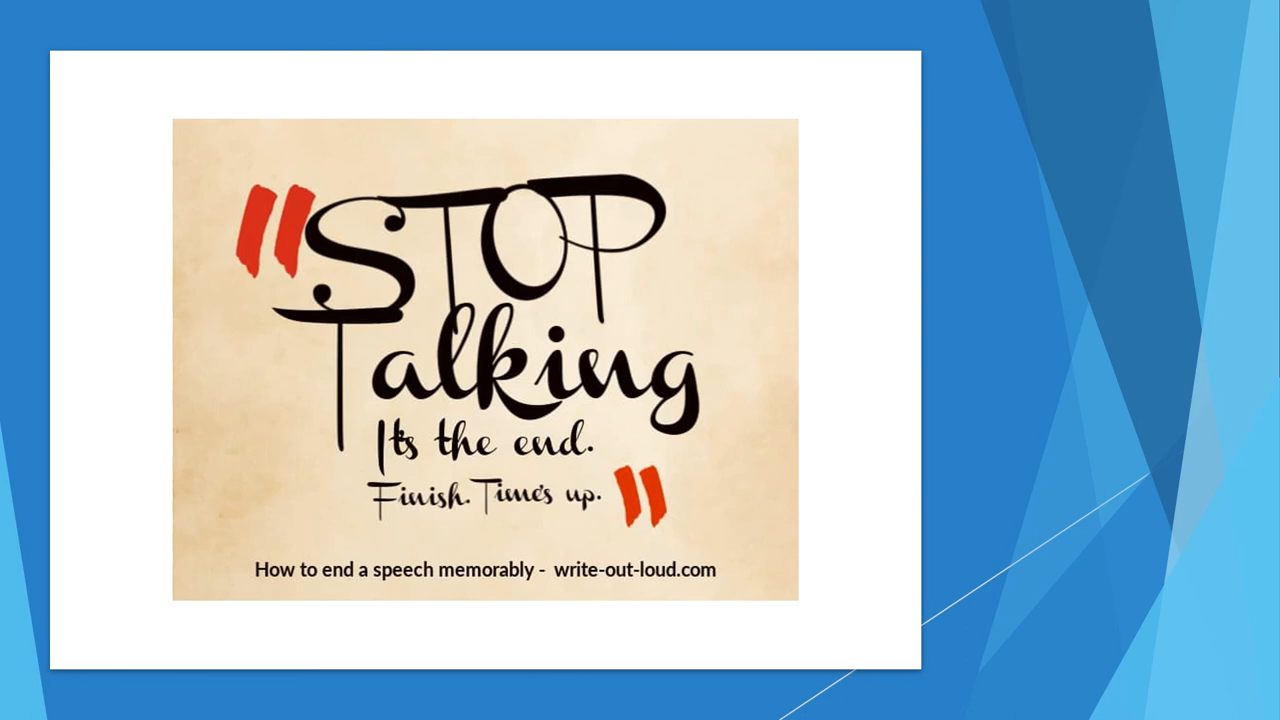 "STOP
Talking
It's the end.
Finish. Time's up."
How to end a speech memorably - write-out-loud.com